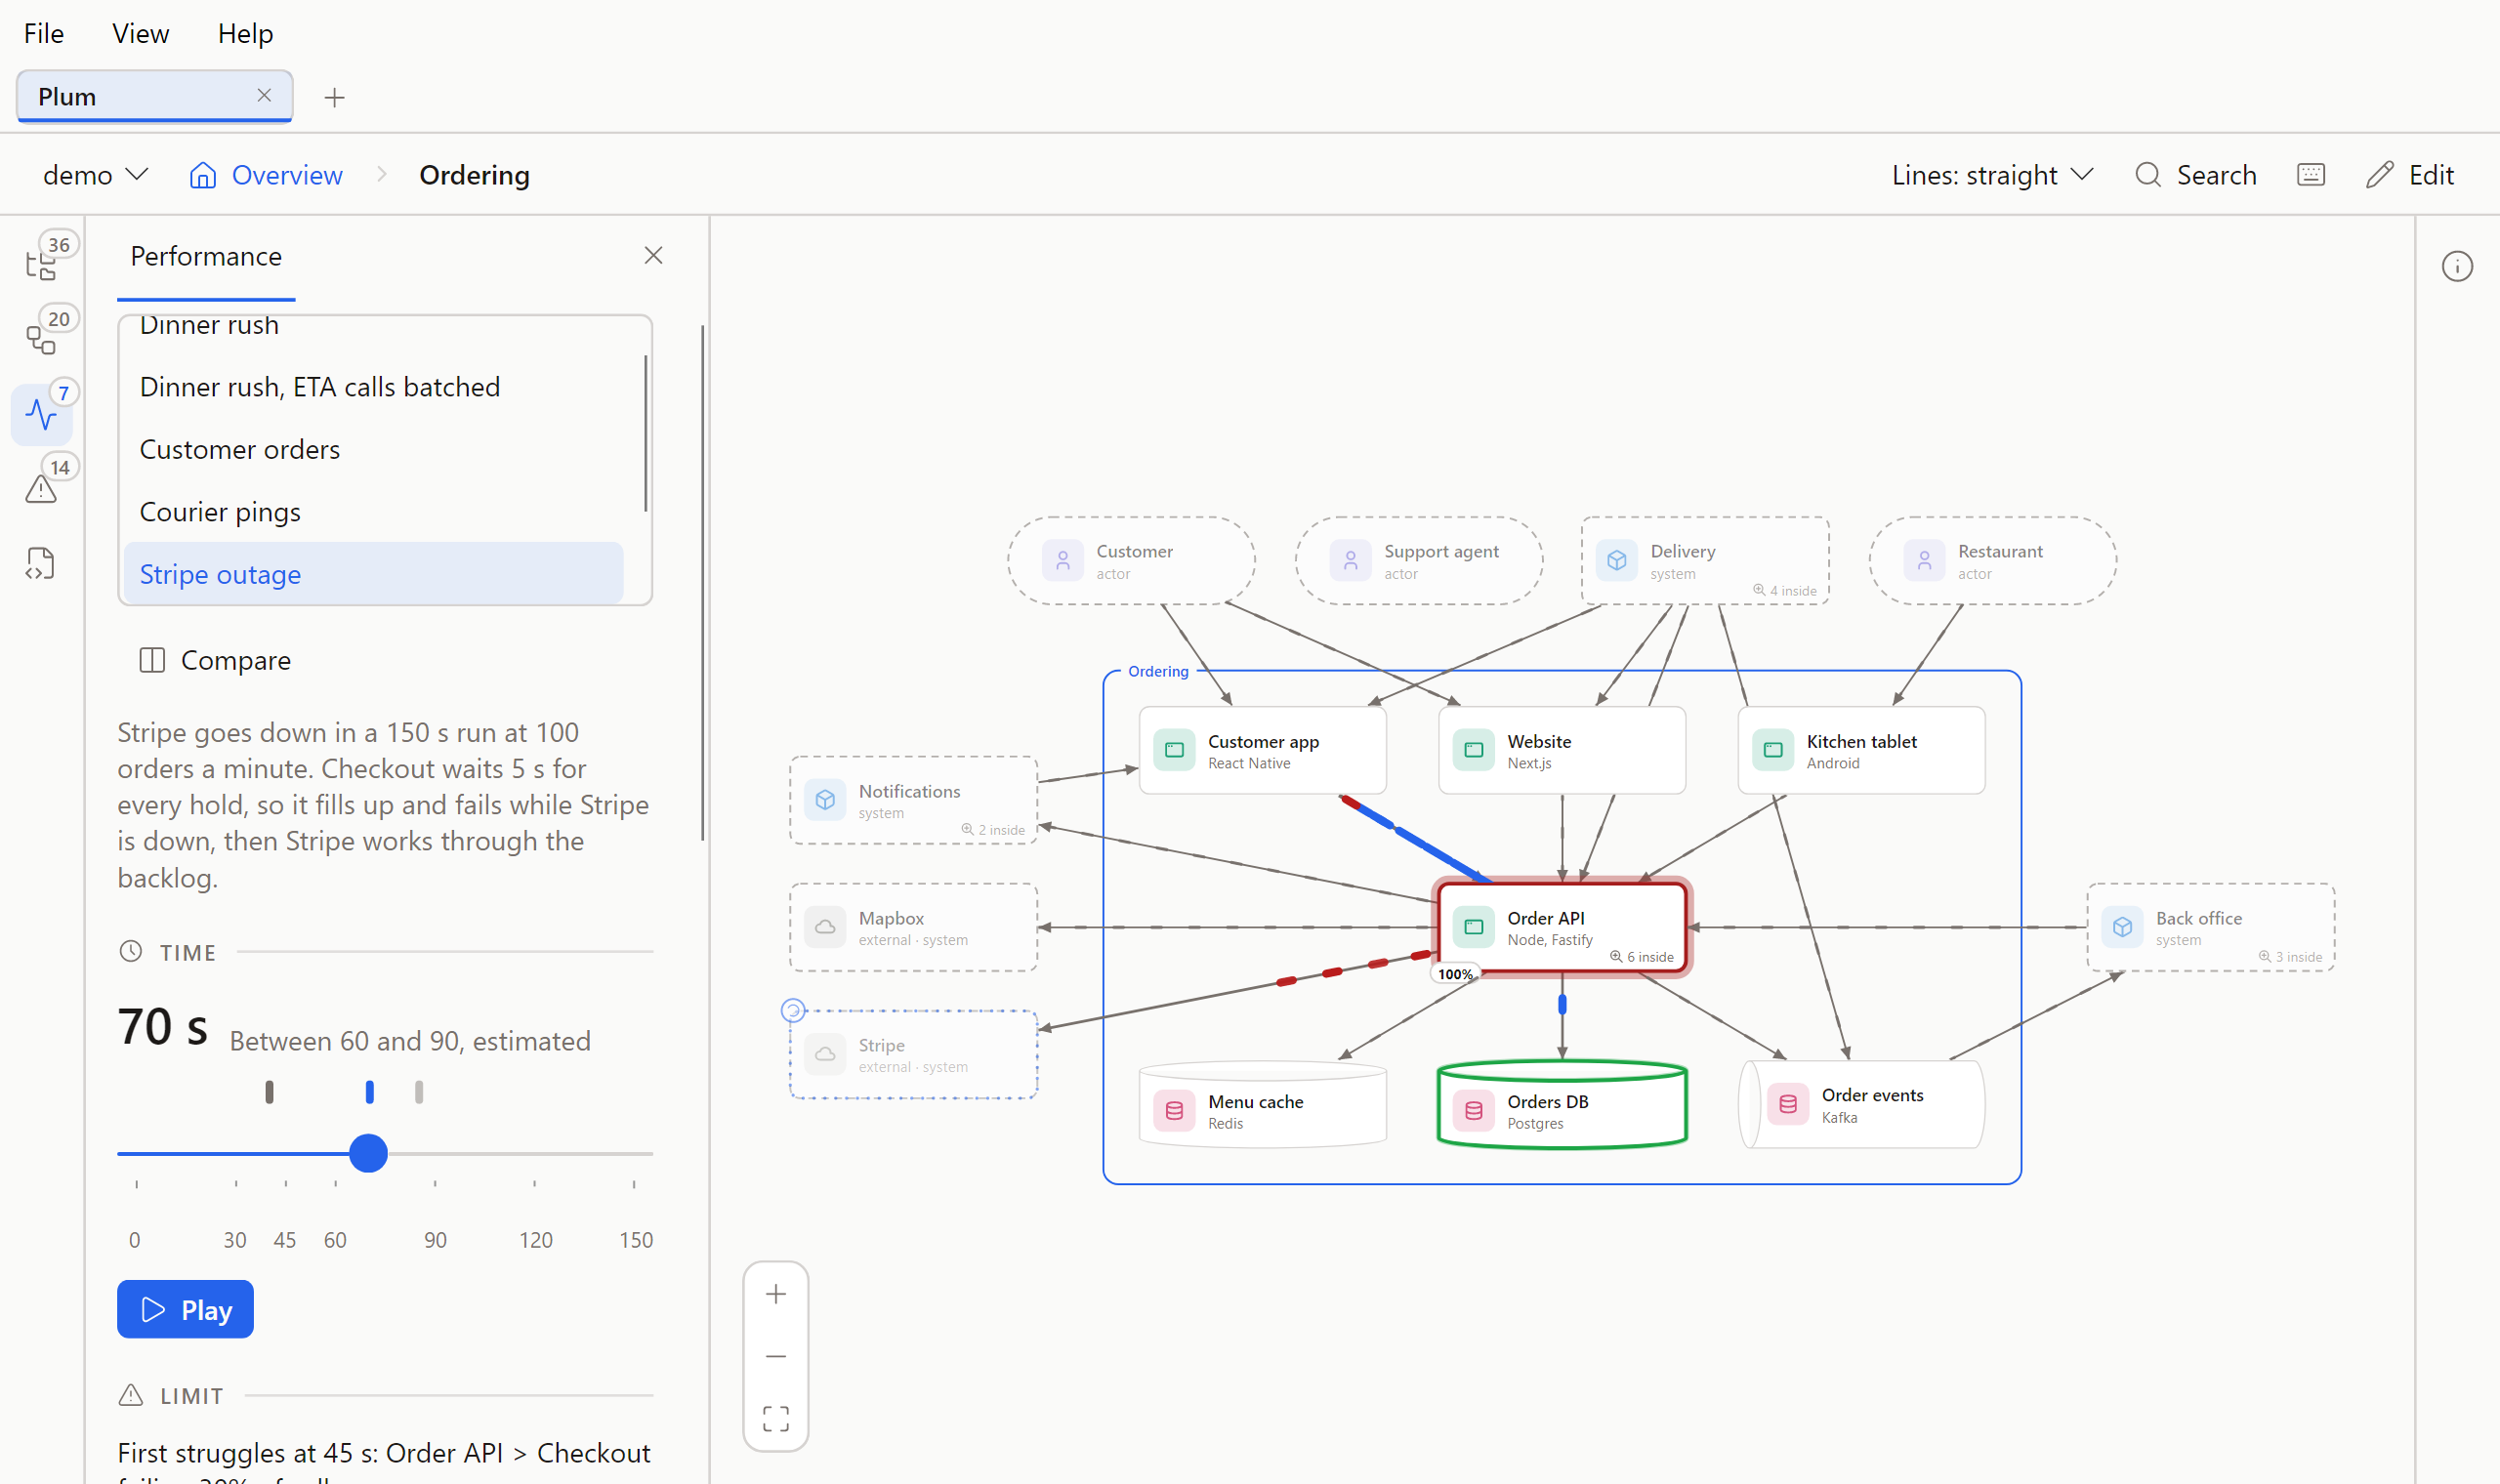 File View Help
Plum
demo Overview Ordering Lines: straight Search Edit
36
20
7
14
Performance
Dinner rush
Dinner rush, ETA calls batched
Customer orders
Courier pings
Stripe outage
Compare
Stripe goes down in a 150 s run at 100
orders a minute. Checkout waits 5 s for
every hold, so it fills up and fails while Stripe
is down, then Stripe works through the
backlog.
TIME
70 s Between 60 and 90, estimated
0 30 45 60 90 120 150
Play
LIMIT
First struggles at 45 s: Order API > Checkout
Customer
actor
Support agent
actor
Delivery
system
4 inside
Restaurant
actor
Ordering
Customer app
React Native
Website
Next.js
Kitchen tablet
Android
Notifications
system
2 inside
Mapbox
external · system
Order API
Node, Fastify
6 inside
100%
Back office
system
3 inside
Stripe
external · system
Menu cache
Redis
Orders DB
Postgres
Order events
Kafka